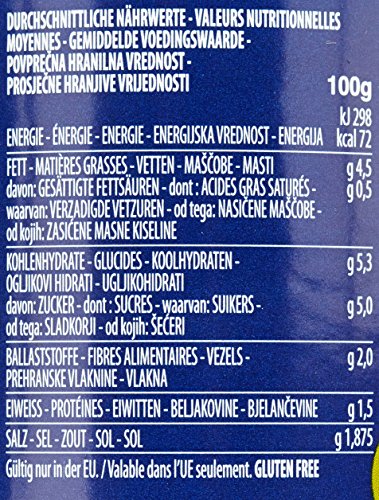 DURCHSCHNITTLICHE NÄHRWERTE - VALEURS NUTRITIONNELLES
MOYENNES - GEMIDDELDE VOEDINGSWAARDE -
POVPREČNA HRANILNA VREDNOST -
PROSJEČNE HRANJIVE VRIJEDNOSTI 100g
kJ 298
ENERGIE - ÉNERGIE - ENERGIE - ENERGIJSKA VREDNOST - ENERGIJA kcal 72
FETT - MATIÈRES GRASSES - VETTEN - MAŠČOBE - MASTI g 4,5
davon: GESÄTTIGTE FETTSÄUREN - dont : ACIDES GRAS SATURÉS - g 0,5
waarvan: VERZADIGDE VETZUREN - od tega: NASIČENE MAŠČOBE -
od kojih: ZASIĆENE MASNE KISELINE
KOHLENHYDRATE - GLUCIDES - KOOLHYDRATEN - g 5,3
OGLJIKOVI HIDRATI - UGLJIKOHIDRATI
davon: ZUCKER - dont : SUCRES - waarvan: SUIKERS - g 5,0
od tega: SLADKORJI - od kojih: ŠEĆERI
BALLASTSTOFFE - FIBRES ALIMENTAIRES - VEZELS - g 2,0
PREHRANSKE VLAKNINE - VLAKNA
EIWEISS - PROTÉINES - EIWITTEN - BELJAKOVINE - BJELANČEVINE g 1,5
SALZ - SEL - ZOUT - SOL - SOL g 1,875
Gültig nur in der EU. / Valable dans l'UE seulement. GLUTEN FREE